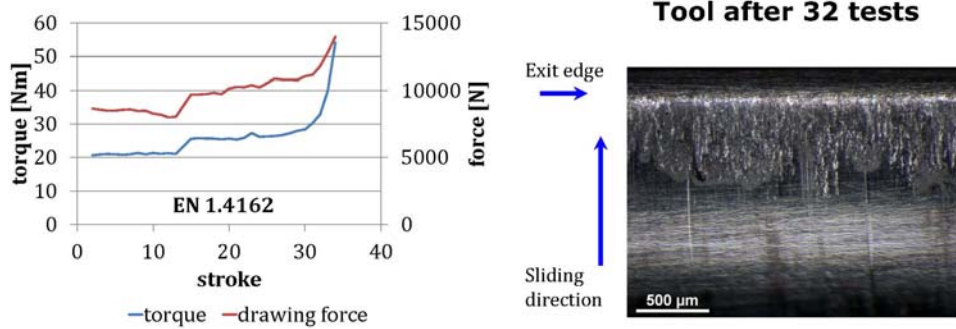 Tool after 32 tests
60
50
40
30
20
10
0
torque [Nm]
15000
10000
5000
0
force [N]
EN 1.4162
0 10 20 30 40
stroke
torque drawing force
Exit edge
Sliding
direction
500 µm